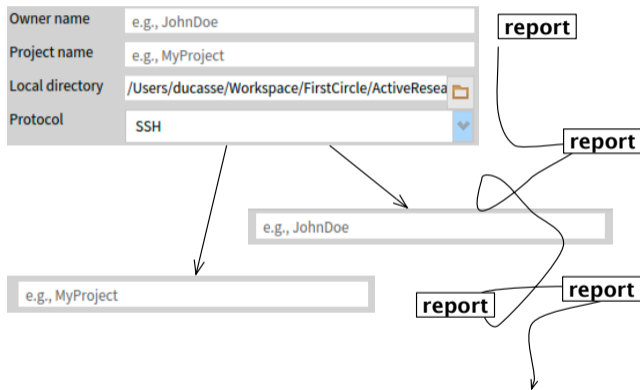 Owner name e.g., JohnDoe
Project name e.g., MyProject
Local directory /Users/ducasse/Workspace/FirstCircle/ActiveResea
Protocol SSH
report
report
e.g., JohnDoe
e.g., MyProject
report
report